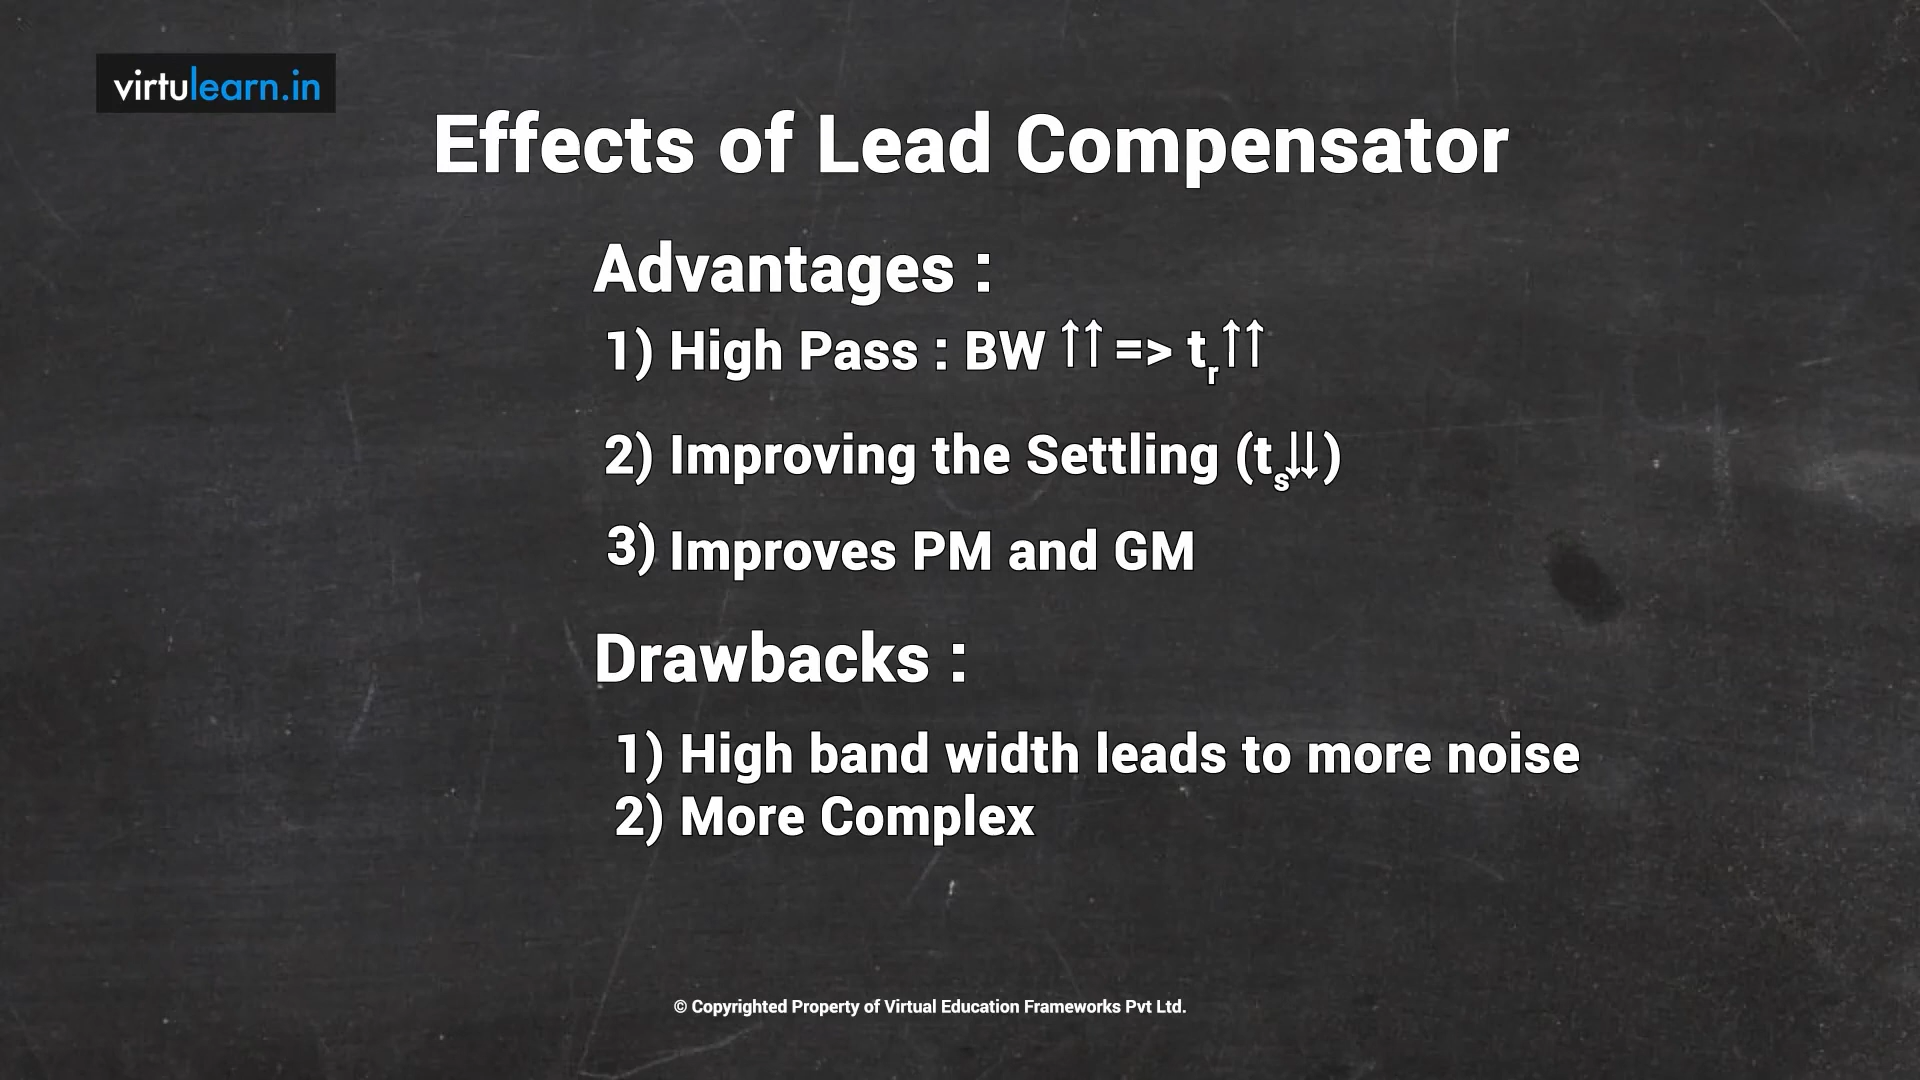 virtulearn.in
Effects of Lead Compensator
Advantages :
1) High Pass : BW ↑↑ => tr↑↑
2) Improving the Settling (ts↓↓)
3) Improves PM and GM
Drawbacks :
1) High band width leads to more noise
2) More Complex
© Copyrighted Property of Virtual Education Frameworks Pvt Ltd.